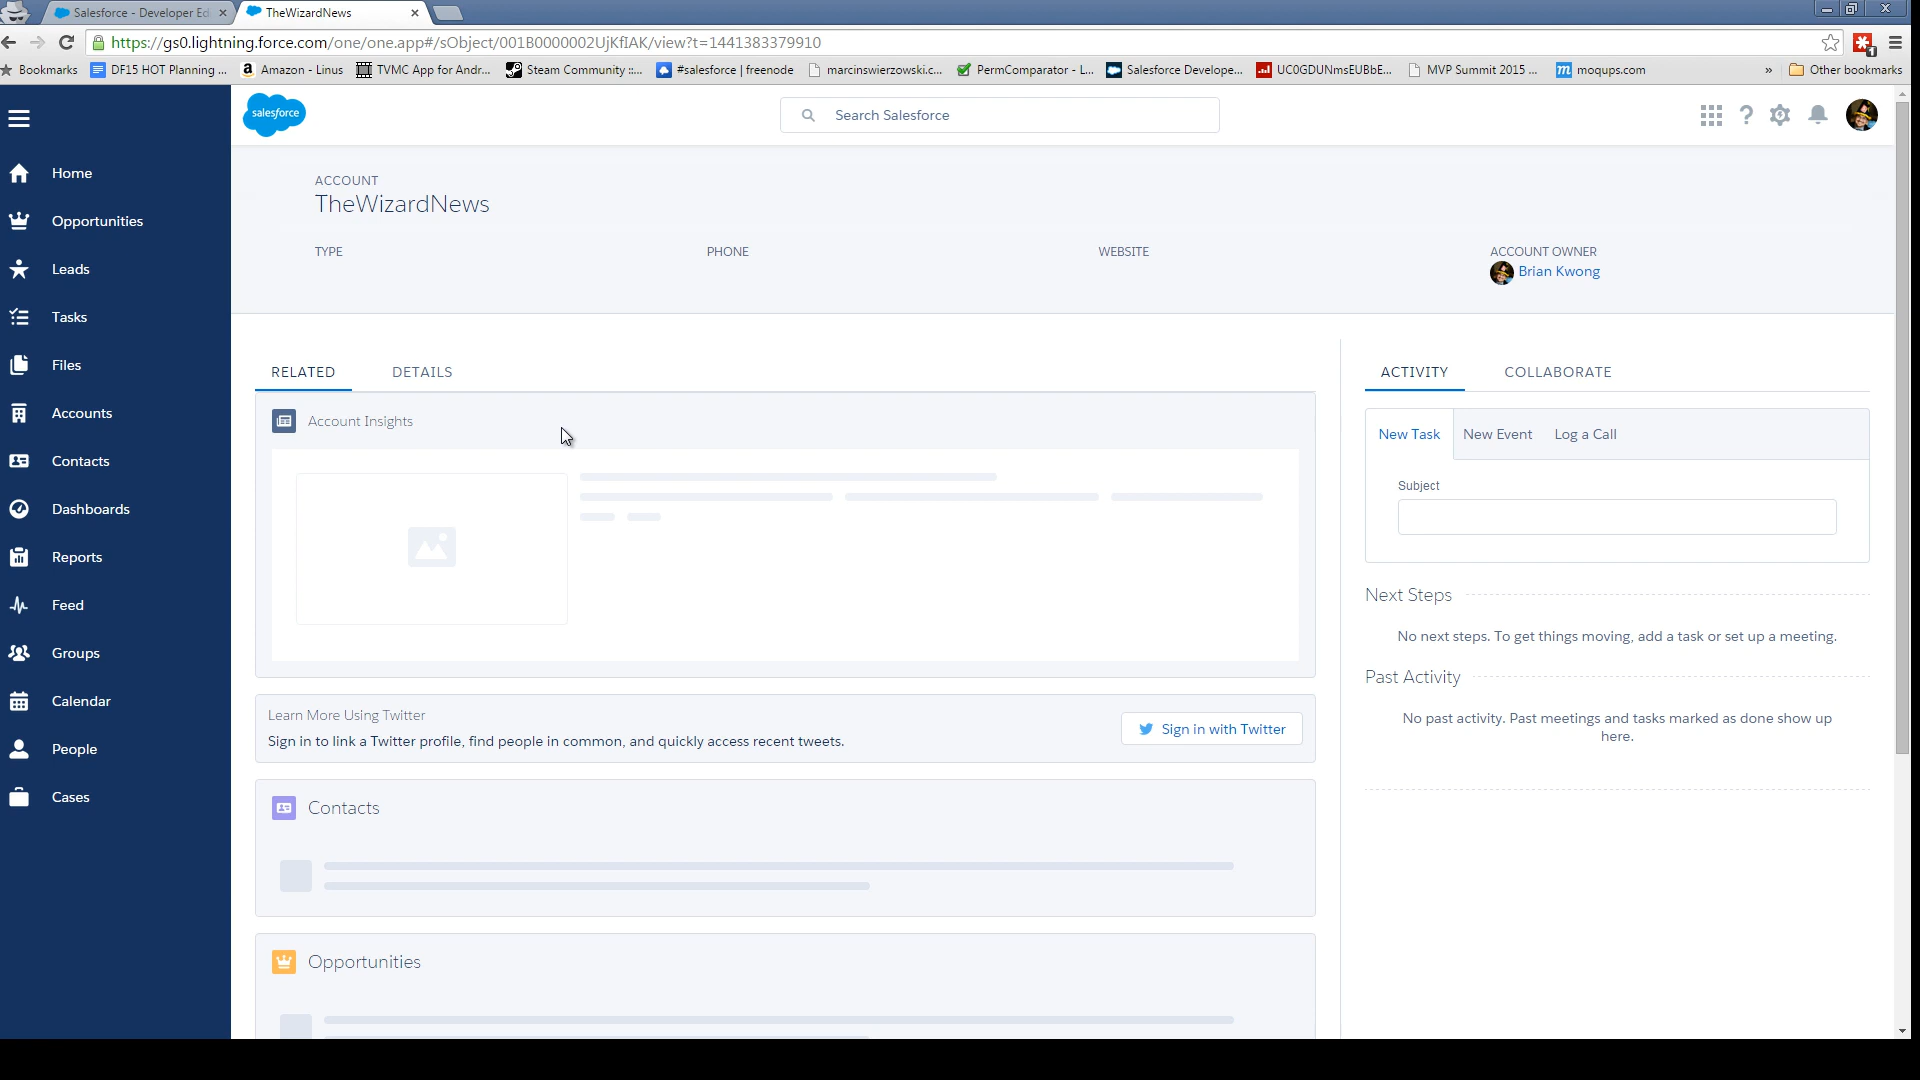 Salesforce - Developer Ed
TheWizardNews
https://gs0.lightning.force.com/one/one.app#/sObject/001B0000002UjKfIAK/view?t=1441383379910
1
Bookmarks DF15 HOT Planning ... Amazon - Linus TVMC App for Andr... Steam Community ::... #salesforce | freenode marcinswierzowski.c... PermComparator - L... Salesforce Develope... UC0GDUNmsEUBbE... MVP Summit 2015 ... moqups.com » Other bookmarks
salesforce
Search Salesforce
?
Home
Opportunities
Leads
Tasks
Files
Accounts
Contacts
Dashboards
Reports
Feed
Groups
Calendar
People
Cases
ACCOUNT
TheWizardNews
TYPE PHONE WEBSITE ACCOUNT OWNER
Brian Kwong
RELATED DETAILS
Account Insights
Learn More Using Twitter
Sign in to link a Twitter profile, find people in common, and quickly access recent tweets.
Sign in with Twitter
Contacts
Opportunities
ACTIVITY COLLABORATE
New Task New Event Log a Call
Subject
Next Steps
No next steps. To get things moving, add a task or set up a meeting.
Past Activity
No past activity. Past meetings and tasks marked as done show up
here.